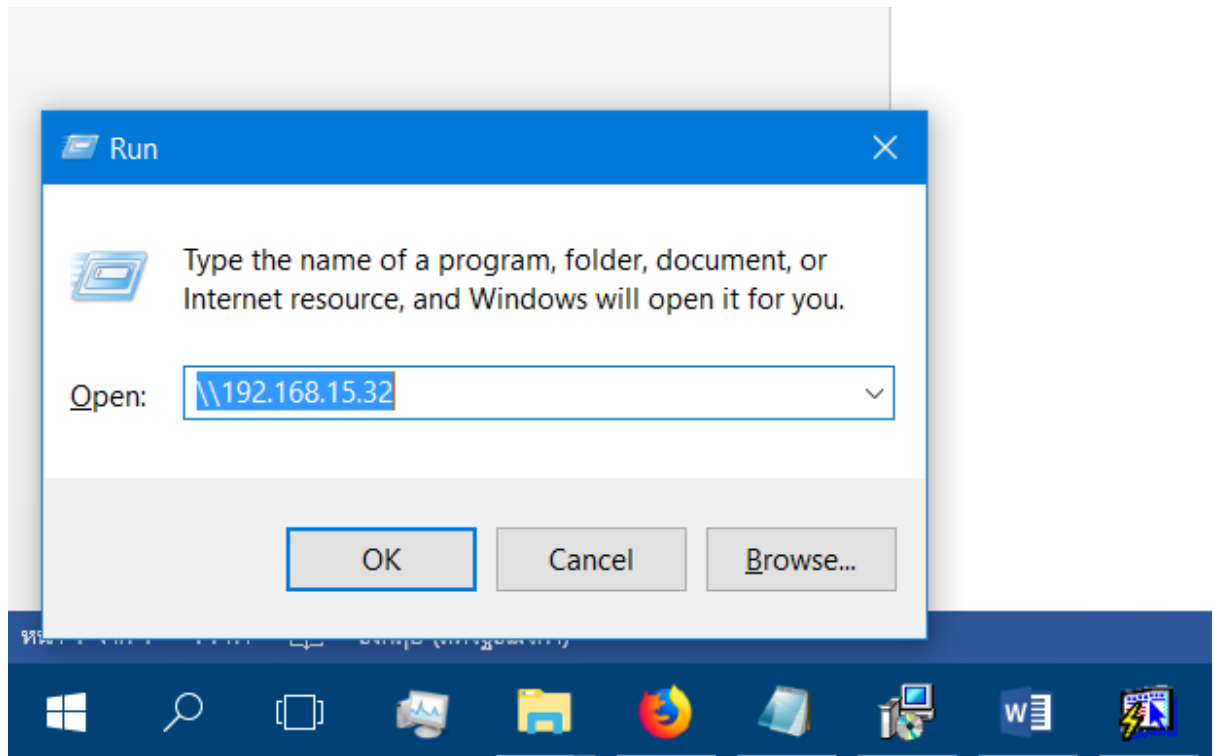 Run
Type the name of a program, folder, document, or
Internet resource, and Windows will open it for you.
Open:
\\192.168.15.32
OK
Cancel
Browse...
W